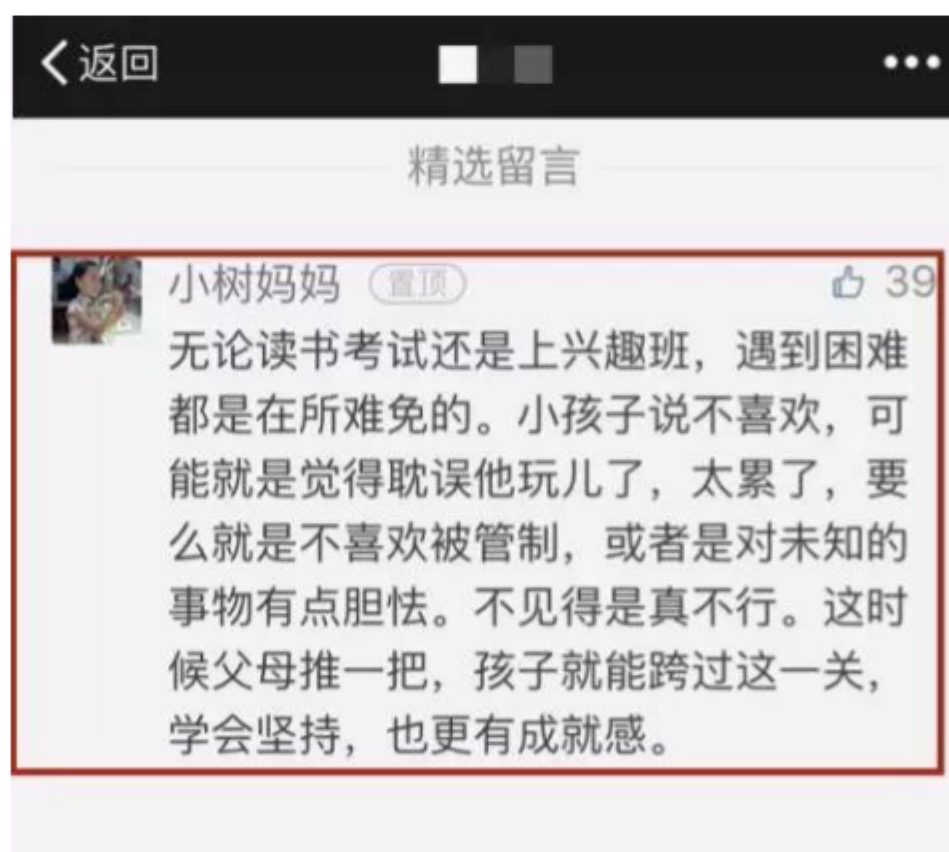 返回
精选留言
小树妈妈 置顶 39
无论读书考试还是上兴趣班，遇到困难
都是在所难免的。小孩子说不喜欢，可
能就是觉得耽误他玩儿了，太累了，要
么就是不喜欢被管制，或者是对未知的
事物有点胆怯。不见得是真不行。这时
候父母推一把，孩子就能跨过这一关，
学会坚持，也更有成就感。